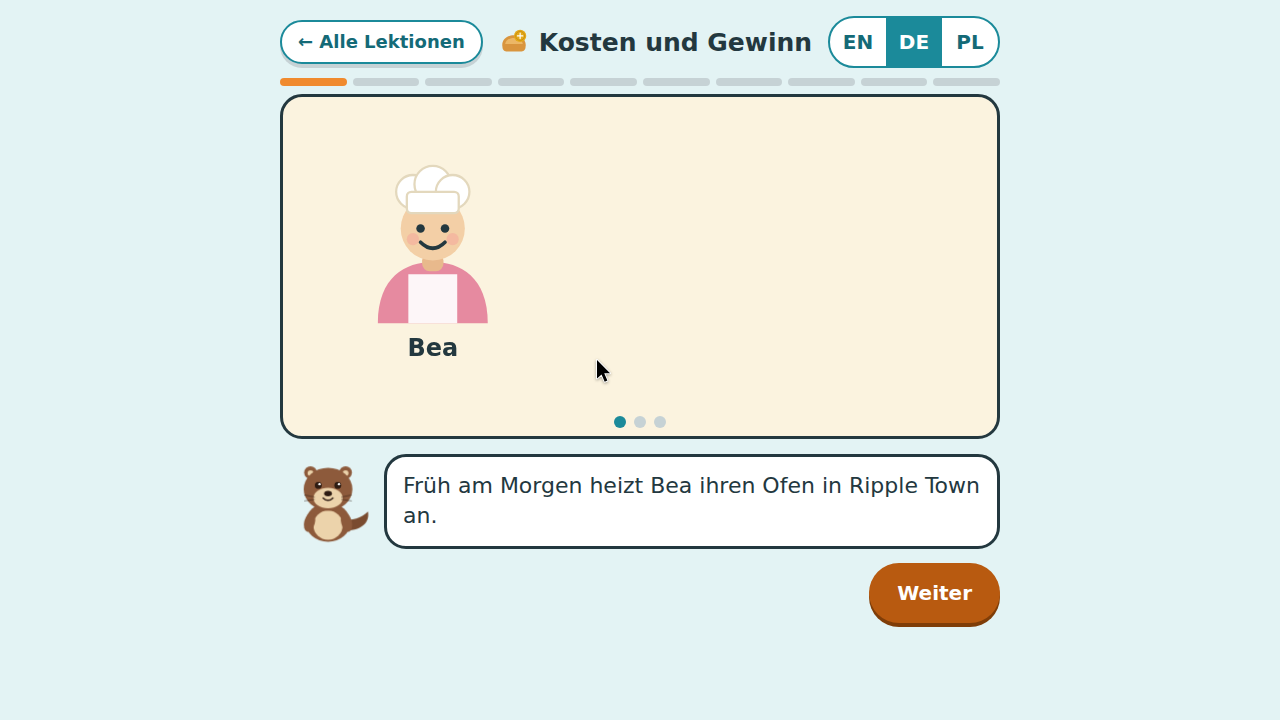 ← Alle Lektionen
Kosten und Gewinn
EN DE PL
Bea
Früh am Morgen heizt Bea ihren Ofen in Ripple Town
an.
Weiter